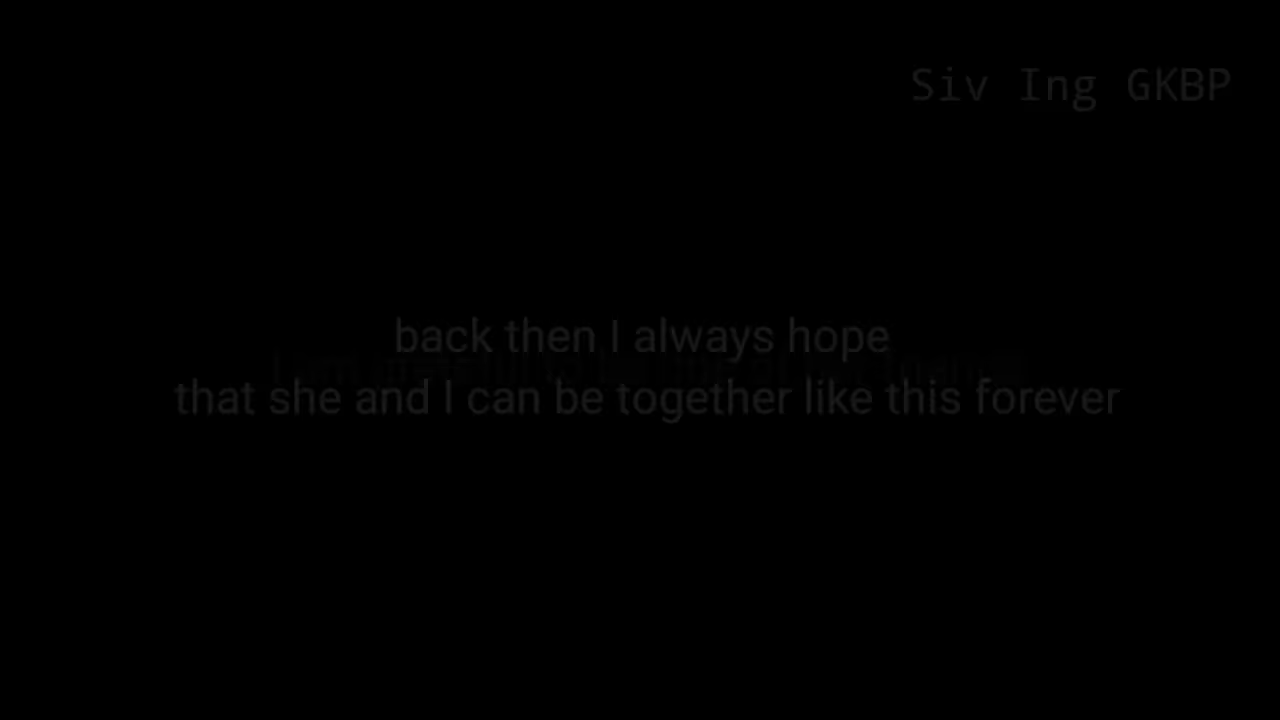 Siv Ing GKBP
back then I always hope
that she and I can be together like this forever